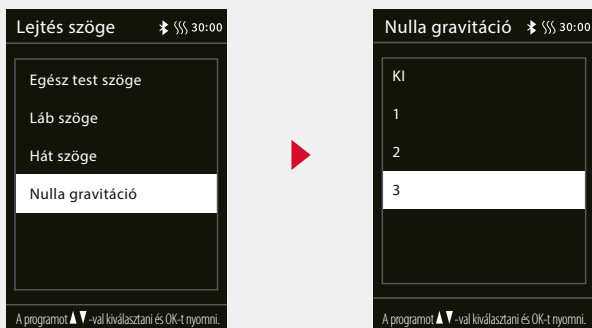 Lejtés szöge 30:00
Egész test szöge
Láb szöge
Hát szöge
Nulla gravitáció
A programot▲▼-val kiválasztani és OK-t nyomni.
Nulla gravitáció 30:00
KI
1
2
3
A programot▲▼-val kiválasztani és OK-t nyomni.